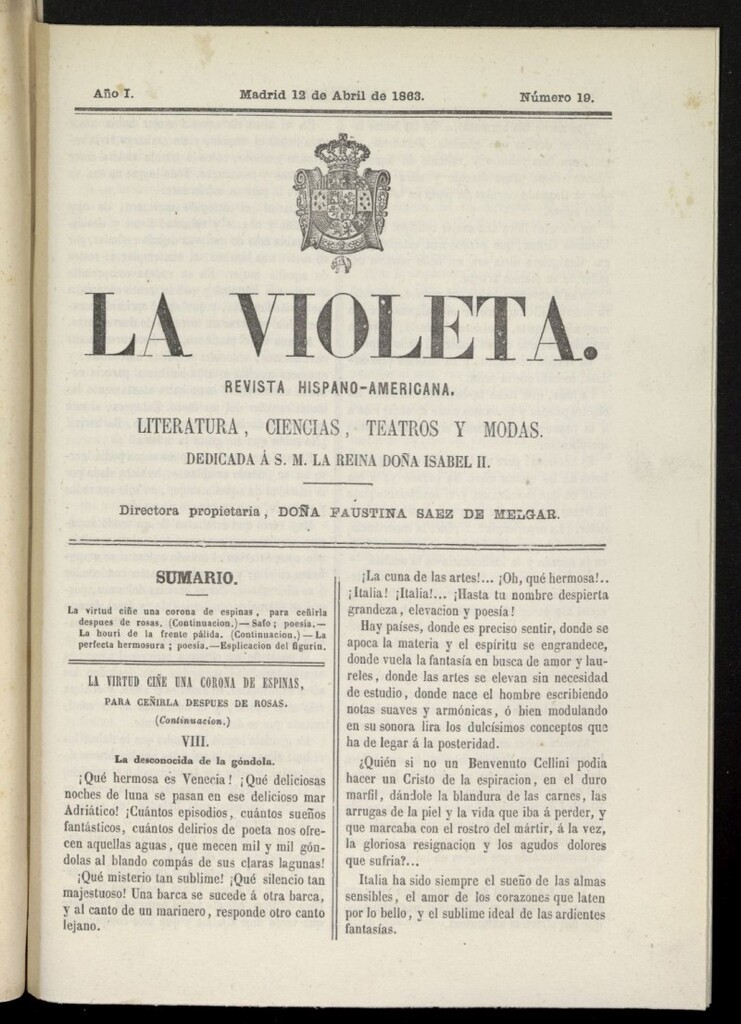 Año I.
Madrid 12 de Abril de 1863.
Número 19.
LA VIOLETA.
REVISTA HISPANO-AMERICANA.
LITERATURA, CIENCIAS, TEATROS Y MODAS.
DEDICADA Á S. M. LA REINA DOÑA ISABEL II.
Directora propietaria, DOÑA FAUSTINA SAEZ DE MELGAR.
SUMARIO.
La virtud ciñe una corona de espinas, para ceñirla
despues de rosas. (Continuacion.)—Safo; poesía.—
La houri de la frente pálida. (Continuacion.)—La
perfecta hermosura; poesía.—Esplicacion del figurin.
LA VIRTUD CIÑE UNA CORONA DE ESPINAS,
PARA CEÑIRLA DESPUES DE ROSAS.
(Continuacion.)
VIII.
La desconocida de la góndola.
¡Qué hermosa es Venecia! ¡Qué deliciosas
noches de luna se pasan en ese delicioso mar
Adriático! ¡Cuántos episodios, cuántos sueños
fantásticos, cuántos delirios de poeta nos ofre-
cen aquellas aguas, que mecen mil y mil gón-
dolas al blando compás de sus claras lagunas!
¡Qué misterio tan sublime! ¡Qué silencio tan
majestuoso! Una barca se sucede á otra barca,
y al canto de un marinero, responde otro canto
lejano.
¡La cuna de las artes!... ¡Oh, qué hermosa!..
¡Italia! ¡Italia!... ¡Hasta tu nombre despierta
grandeza, elevacion y poesía!
Hay países, donde es preciso sentir, donde se
apoca la materia y el espíritu se engrandece,
donde vuela la fantasía en busca de amor y lau-
reles, donde las artes se elevan sin necesidad
de estudio, donde nace el hombre escribiendo
notas suaves y armónicas, ó bien modulando
en su sonora lira los dulcísimos conceptos que
ha de legar á la posteridad.
¿Quién si no un Benvenuto Cellini podia
hacer un Cristo de la espiracion, en el duro
marfil, dándole la blandura de las carnes, las
arrugas de la piel y la vida que iba á perder, y
que marcaba con el rostro del mártir, á la vez,
la gloriosa resignacion y los agudos dolores
que sufria?...
Italia ha sido siempre el sueño de las almas
sensibles, el amor de los corazones que laten
por lo bello, y el sublime ideal de las ardientes
fantasías.